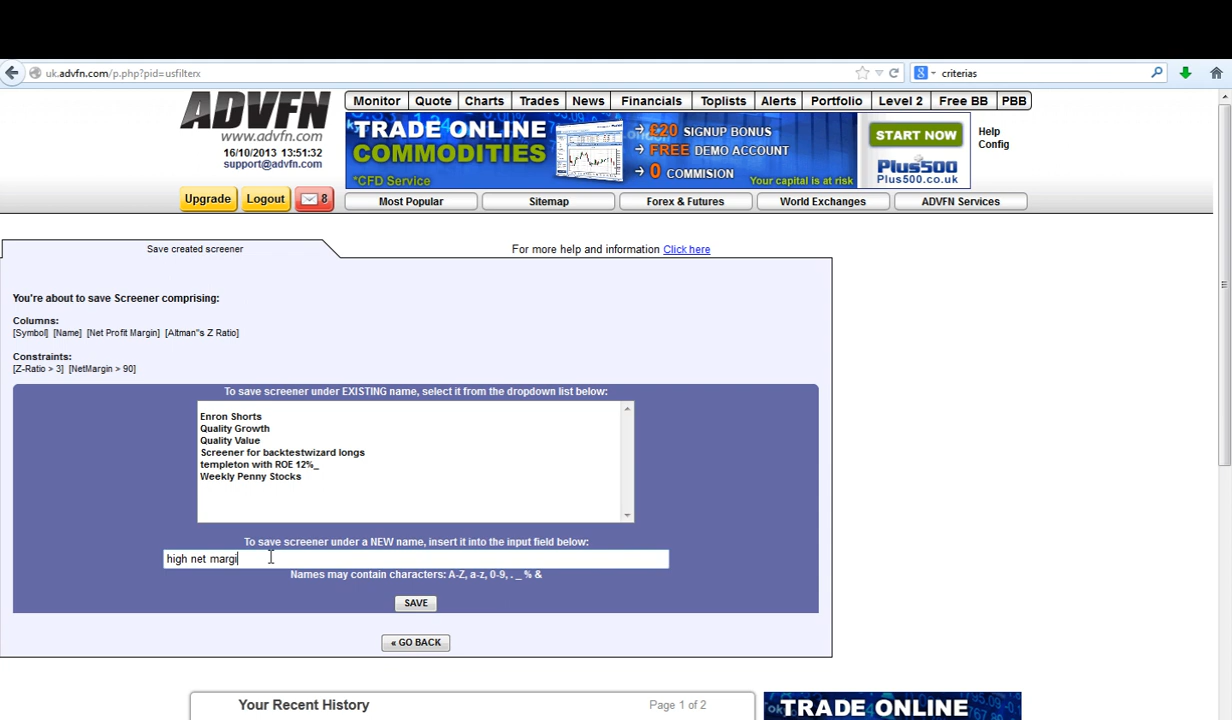 uk.advfn.com/p.php?pid=usfilterx
criterias
ADVFN
www.advfn.com
16/10/2013 13:51:32
support@advfn.com
Upgrade Logout 8
Monitor Quote Charts Trades News Financials Toplists Alerts Portfolio Level 2 Free BB PBB
TRADE ONLINE
COMMODITIES
*CFD Service
→ £20 SIGNUP BONUS
→ FREE DEMO ACCOUNT
→ 0 COMMISION
Your capital is at risk
START NOW
Plus500
Plus500.co.uk
Help
Config
Most Popular Sitemap Forex & Futures World Exchanges ADVFN Services
Save created screener
For more help and information Click here
You're about to save Screener comprising:
Columns:
[Symbol] [Name] [Net Profit Margin] [Altman"s Z Ratio]
Constraints:
[Z-Ratio > 3] [NetMargin > 90]
To save screener under EXISTING name, select it from the dropdown list below:
Enron Shorts
Quality Growth
Quality Value
Screener for backtestwizard longs
templeton with ROE 12%_
Weekly Penny Stocks
To save screener under a NEW name, insert it into the input field below:
high net margi
Names may contain characters: A-Z, a-z, 0-9, . _ % &
SAVE
« GO BACK
Your Recent History
Page 1 of 2
TRADE ONLINE